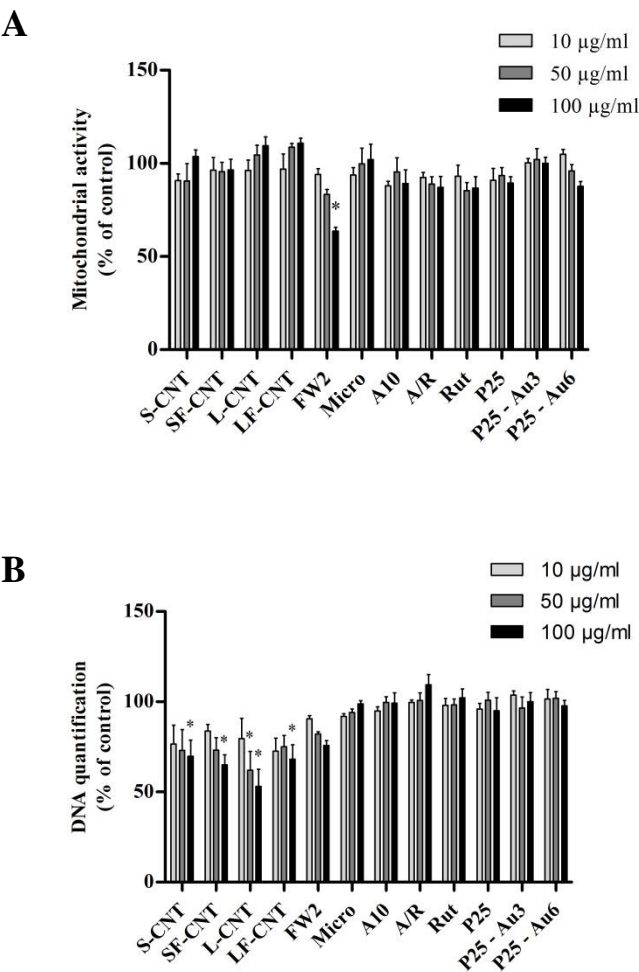 A
10 µg/ml
50 µg/ml
100 µg/ml
Mitochondrial activity
(% of control)
150
100
50
0
*
S-CNT
SF-CNT
L-CNT
LF-CNT
FW2
Micro
A10
A/R
Rut
P25
P25 - Au3
P25 - Au6
B
10 µg/ml
50 µg/ml
100 µg/ml
DNA quantification
(% of control)
150
100
50
0
* * * * *
S-CNT
SF-CNT
L-CNT
LF-CNT
FW2
Micro
A10
A/R
Rut
P25
P25 - Au3
P25 - Au6